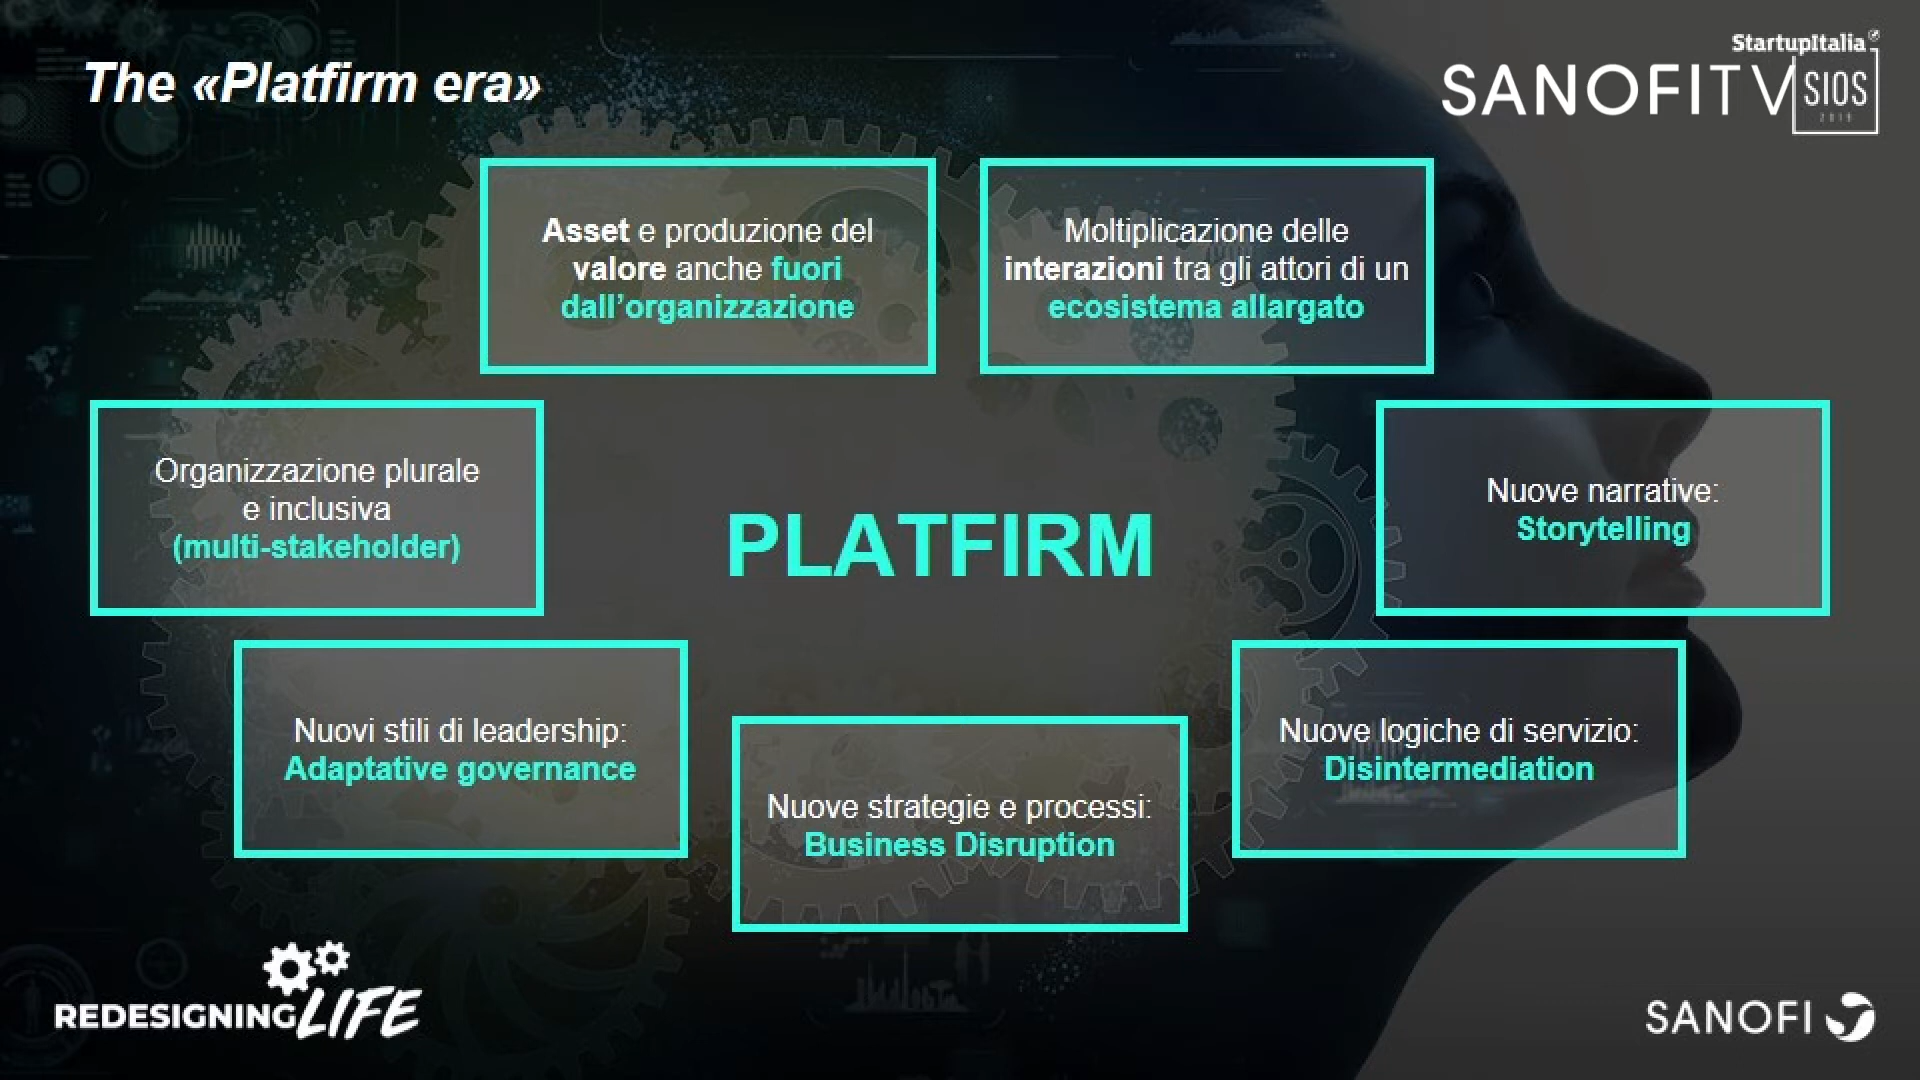 The «Platfirm era»
StartupItalia
SANOFITV
SIOS
2019
Asset e produzione del
valore anche fuori
dall’organizzazione
Moltiplicazione delle
interazioni tra gli attori di un
ecosistema allargato
Organizzazione plurale
e inclusiva
(multi-stakeholder)
PLATFIRM
Nuove narrative:
Storytelling
Nuovi stili di leadership:
Adaptative governance
Nuove strategie e processi:
Business Disruption
Nuove logiche di servizio:
Disintermediation
REDESIGNING LIFE
SANOFI